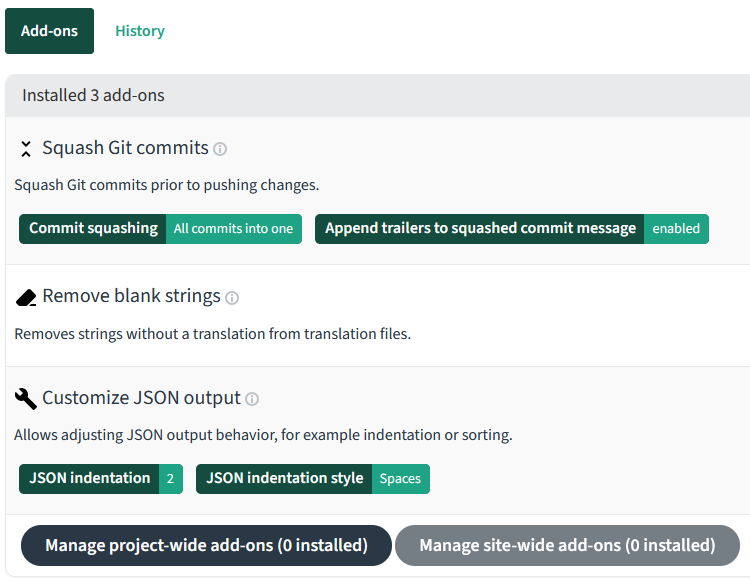 Add-ons
History
Installed 3 add-ons
Squash Git commits
Squash Git commits prior to pushing changes.
Commit squashing All commits into one Append trailers to squashed commit message enabled
Remove blank strings
Removes strings without a translation from translation files.
Customize JSON output
Allows adjusting JSON output behavior, for example indentation or sorting.
JSON indentation 2 JSON indentation style Spaces
Manage project-wide add-ons (0 installed) Manage site-wide add-ons (0 installed)